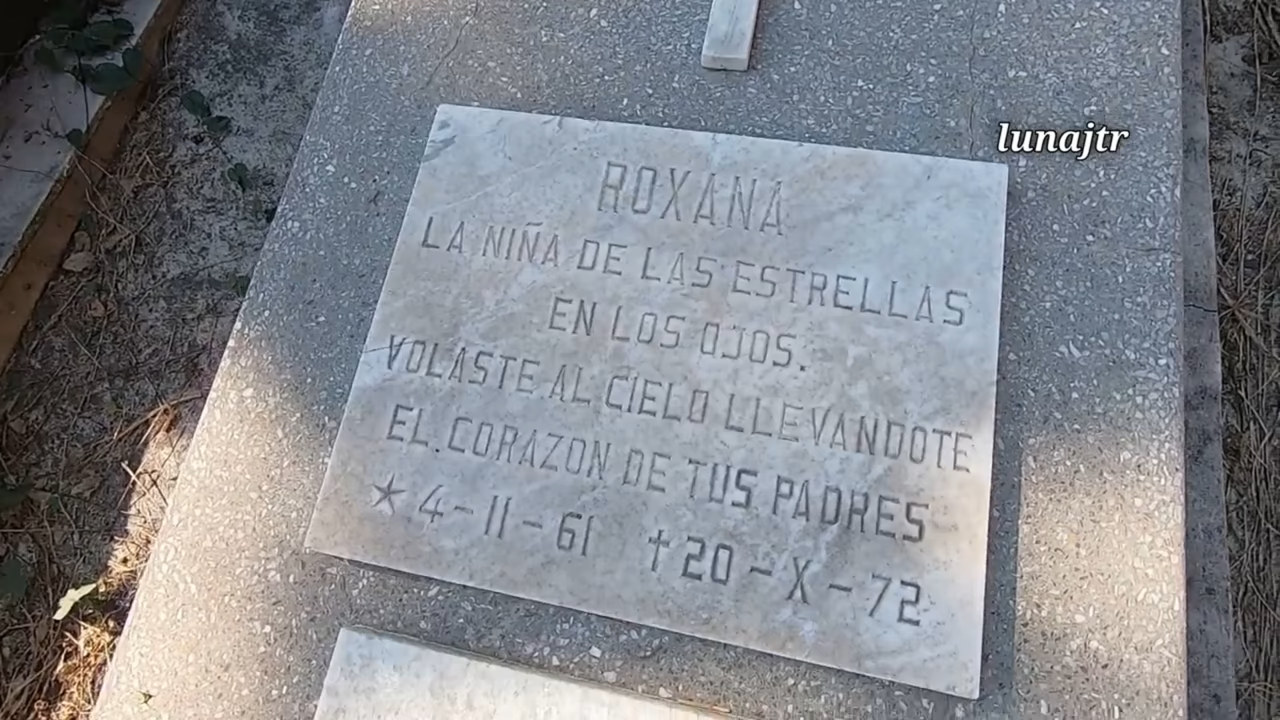 lunajtr
ROXANA
LA NIÑA DE LAS ESTRELLAS
EN LOS OJOS.
VOLASTE AL CIELO LLEVANDOTE
EL CORAZON DE TUS PADRES
★ 4-II-61 †20-X-72